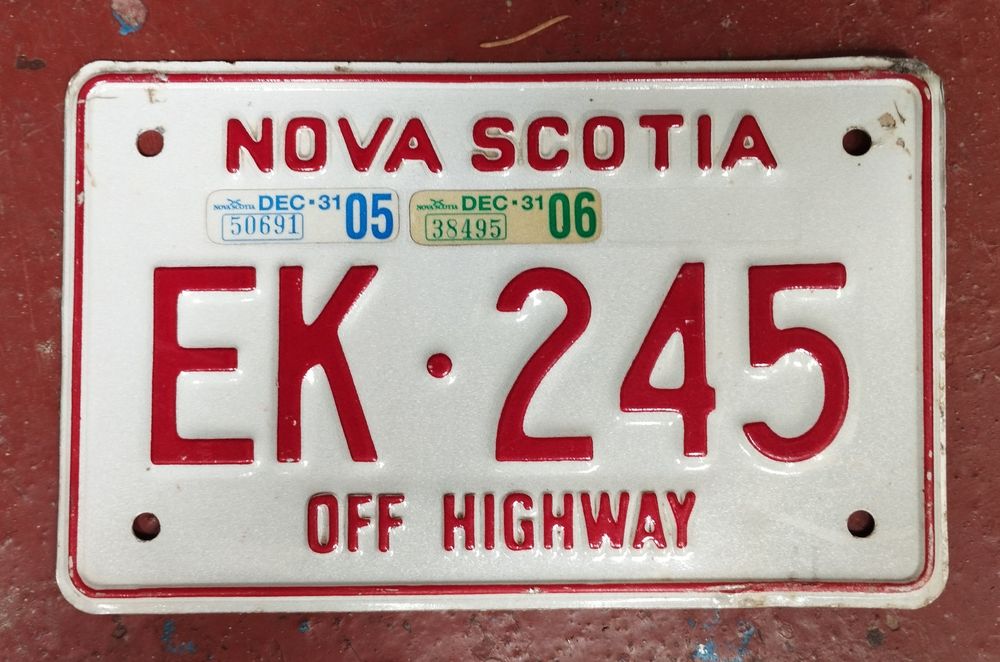 NOVA SCOTIA
NOVA SCOTIA DEC·31 05
50691
NOVA SCOTIA DEC·31 06
38495
EK·245
OFF HIGHWAY